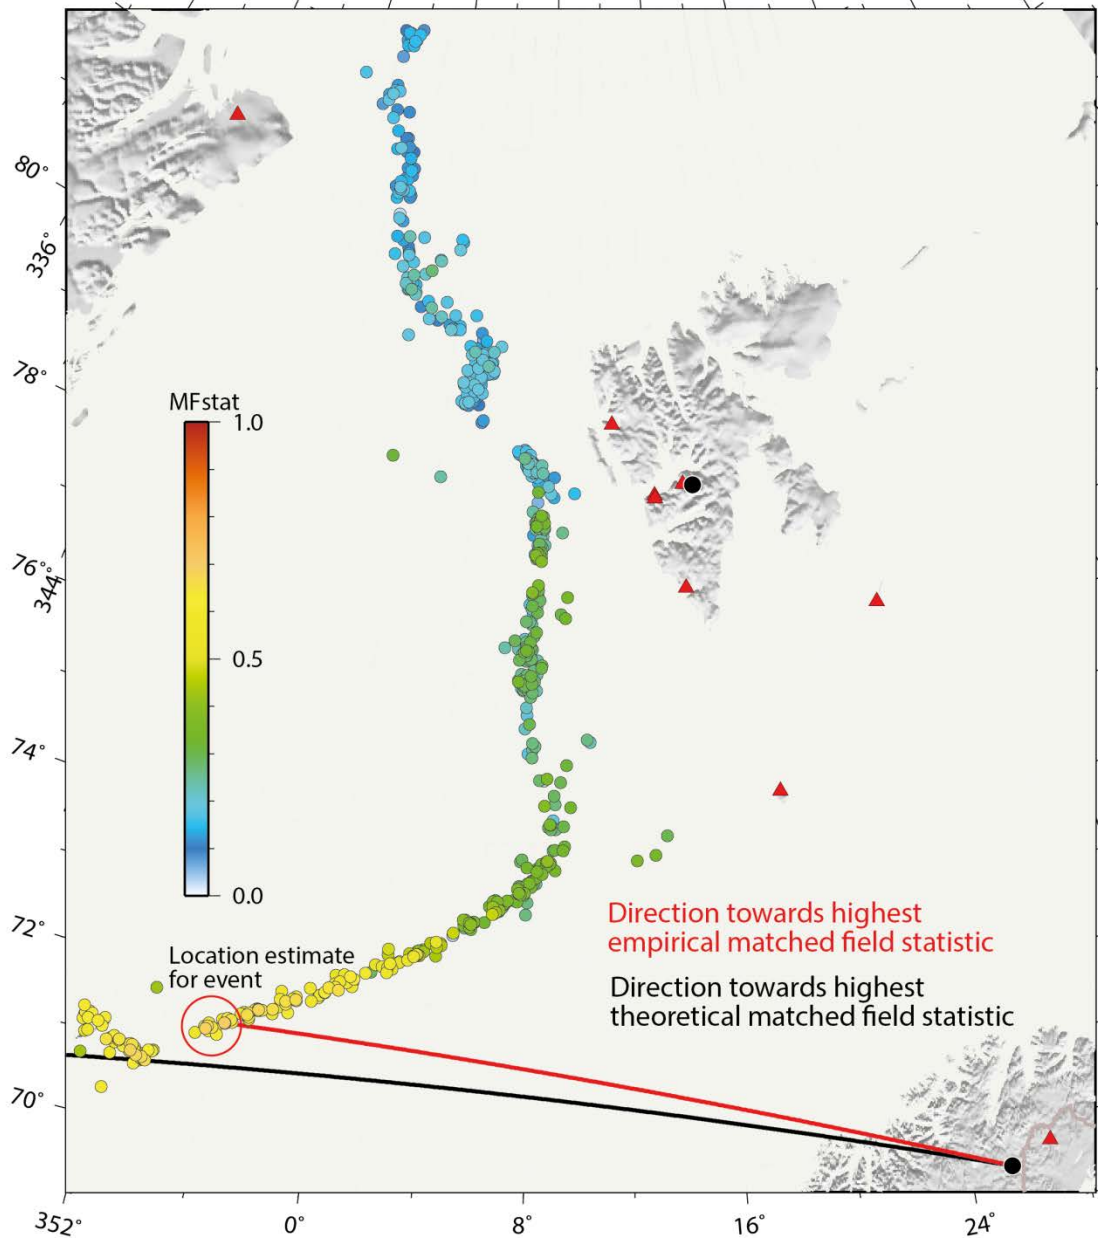 80°
336°
78°
MFstat
1.0
76°
344°
0.5
74°
0.0
72°
Direction towards highest
empirical matched field statistic
Location estimate
for event
Direction towards highest
theoretical matched field statistic
70°
352°
0°
8°
16°
24°